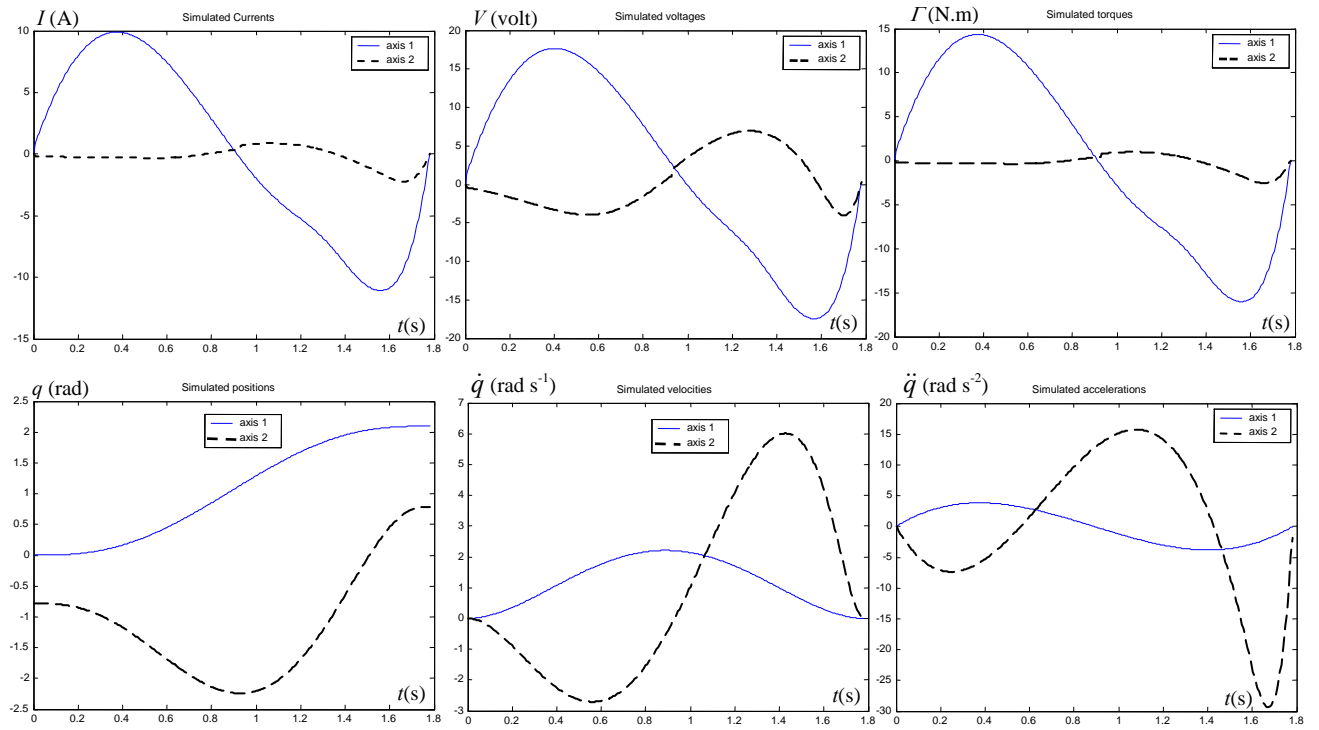 I (A)
Simulated Currents
axis 1
axis 2
10
5
0
-5
-10
-15
0 0.2 0.4 0.6 0.8 1 1.2 1.4 1.6 1.8
t(s)
V (volt)
Simulated voltages
axis 1
axis 2
20
15
10
5
0
-5
-10
-15
-20
0 0.2 0.4 0.6 0.8 1 1.2 1.4 1.6 1.8
t(s)
Γ (N.m)
Simulated torques
axis 1
axis 2
15
10
5
0
-5
-10
-15
-20
0 0.2 0.4 0.6 0.8 1 1.2 1.4 1.6 1.8
t(s)
q (rad)
Simulated positions
axis 1
axis 2
2.5
2
1.5
1
0.5
0
-0.5
-1
-1.5
-2
-2.5
0 0.2 0.4 0.6 0.8 1 1.2 1.4 1.6 1.8
t(s)
q̇ (rad s⁻¹)
Simulated velocities
axis 1
axis 2
7
6
5
4
3
2
1
0
-1
-2
-3
0 0.2 0.4 0.6 0.8 1 1.2 1.4 1.6 1.8
t(s)
q̈ (rad s⁻²)
Simulated accelerations
axis 1
axis 2
20
15
10
5
0
-5
-10
-15
-20
-25
-30
0 0.2 0.4 0.6 0.8 1 1.2 1.4 1.6 1.8
t(s)